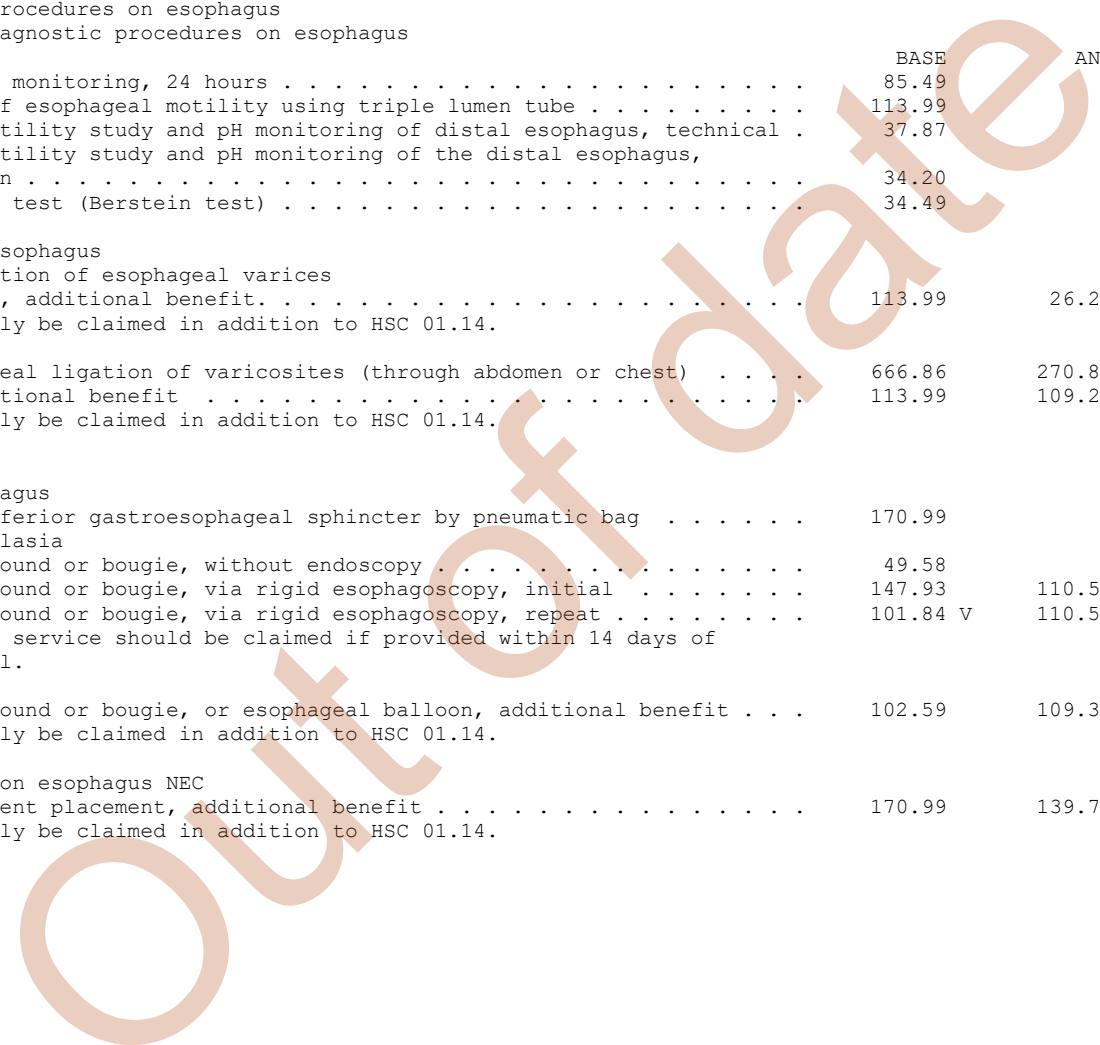 rocedures on esophagus
agnostic procedures on esophagus
BASE AN
monitoring, 24 hours . . . . . . . . . . . . . . . . . . . . . 85.49
f esophageal motility using triple lumen tube . . . . . . . . . 113.99
tility study and pH monitoring of distal esophagus, technical . 37.87
tility study and pH monitoring of the distal esophagus,
n . . . . . . . . . . . . . . . . . . . . . . . . . . . . . . . 34.20
test (Berstein test) . . . . . . . . . . . . . . . . . . . . . 34.49
sophagus
tion of esophageal varices
, additional benefit. . . . . . . . . . . . . . . . . . . . . . 113.99 26.2
ly be claimed in addition to HSC 01.14.
eal ligation of varicosites (through abdomen or chest) . . . . 666.86 270.8
tional benefit . . . . . . . . . . . . . . . . . . . . . . . . 113.99 109.2
ly be claimed in addition to HSC 01.14.
agus
ferior gastroesophageal sphincter by pneumatic bag . . . . . . 170.99
lasia
ound or bougie, without endoscopy . . . . . . . . . . . . . . . 49.58
ound or bougie, via rigid esophagoscopy, initial . . . . . . . 147.93 110.5
ound or bougie, via rigid esophagoscopy, repeat . . . . . . . . 101.84 V 110.5
service should be claimed if provided within 14 days of
l.
ound or bougie, or esophageal balloon, additional benefit . . . 102.59 109.3
ly be claimed in addition to HSC 01.14.
on esophagus NEC
ent placement, additional benefit . . . . . . . . . . . . . . . 170.99 139.7
ly be claimed in addition to HSC 01.14.
Out of date